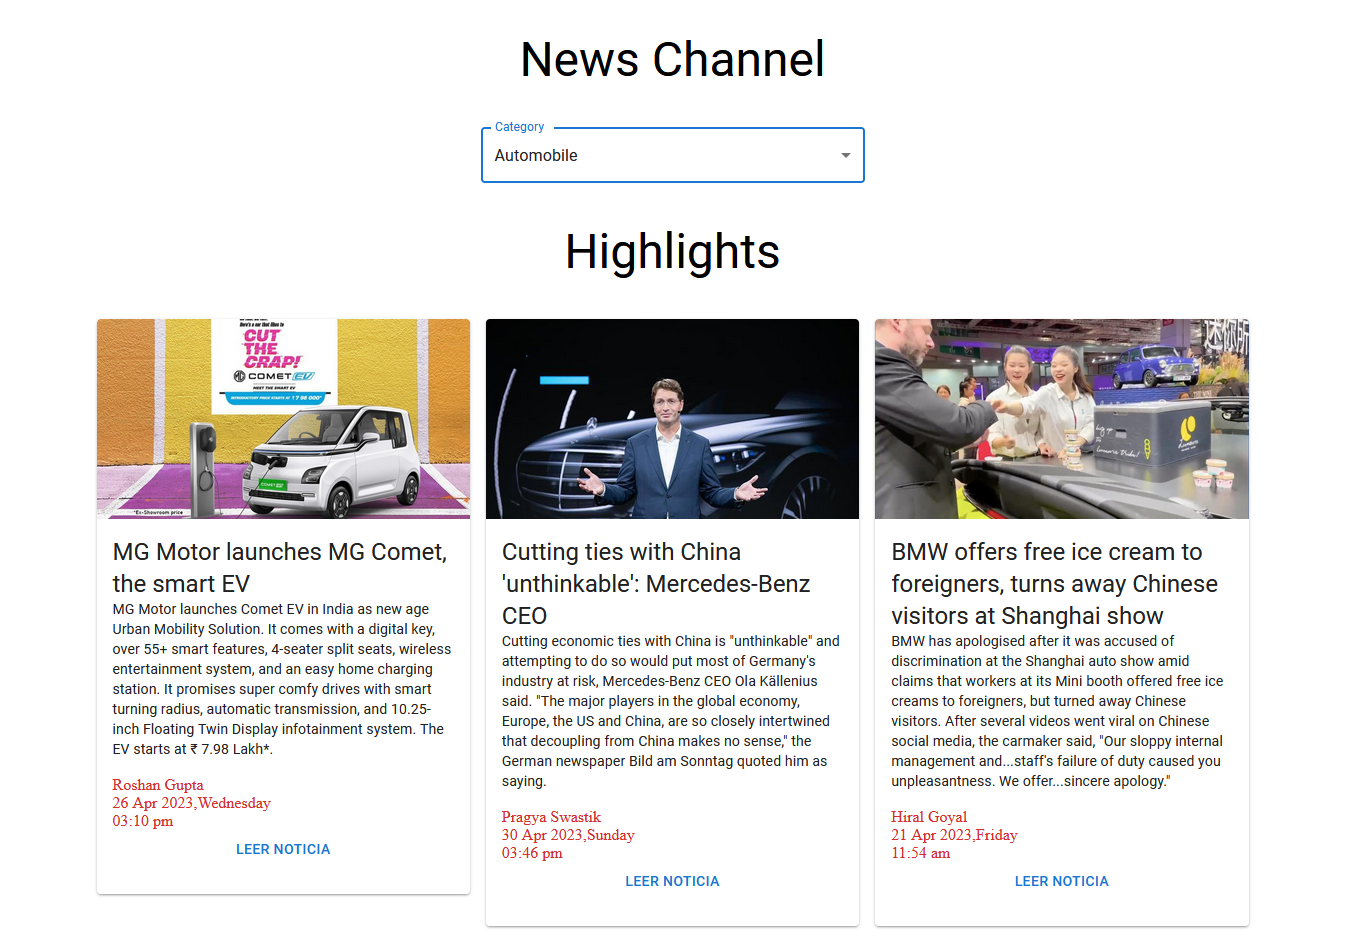 News Channel
Category
Automobile
Highlights
Here's a car that likes to
CUT
THE
CRAP!
MG COMET EV
MEET THE SMART EV
INTRODUCTORY PRICE STARTS AT ₹ 7 98 000*
*Ex-Showroom price
MG Motor launches MG Comet,
the smart EV
MG Motor launches Comet EV in India as new age
Urban Mobility Solution. It comes with a digital key,
over 55+ smart features, 4-seater split seats, wireless
entertainment system, and an easy home charging
station. It promises super comfy drives with smart
turning radius, automatic transmission, and 10.25-
inch Floating Twin Display infotainment system. The
EV starts at ₹ 7.98 Lakh*.
Roshan Gupta
26 Apr 2023,Wednesday
03:10 pm
LEER NOTICIA
Cutting ties with China
'unthinkable': Mercedes-Benz
CEO
Cutting economic ties with China is "unthinkable" and
attempting to do so would put most of Germany's
industry at risk, Mercedes-Benz CEO Ola Källenius
said. "The major players in the global economy,
Europe, the US and China, are so closely intertwined
that decoupling from China makes no sense," the
German newspaper Bild am Sonntag quoted him as
saying.
Pragya Swastik
30 Apr 2023,Sunday
03:46 pm
LEER NOTICIA
BMW offers free ice cream to
foreigners, turns away Chinese
visitors at Shanghai show
BMW has apologised after it was accused of
discrimination at the Shanghai auto show amid
claims that workers at its Mini booth offered free ice
creams to foreigners, but turned away Chinese
visitors. After several videos went viral on Chinese
social media, the carmaker said, "Our sloppy internal
management and...staff's failure of duty caused you
unpleasantness. We offer...sincere apology."
Hiral Goyal
21 Apr 2023,Friday
11:54 am
LEER NOTICIA